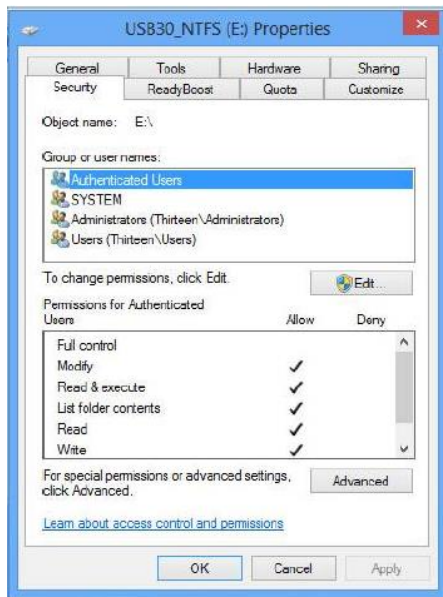 USB30_NTFS (E:) Properties
General Tools Hardware Sharing
Security ReadyBoost Quota Customize
Object name: E:\
Group or user names:
Authenticated Users
SYSTEM
Administrators (Thirteen\Administrators)
Users (Thirteen\Users)
To change permissions, click Edit.
Edit...
Permissions for Authenticated
Users Allow Deny
Full control
Modify
Read & execute
List folder contents
Read
Write
For special permissions or advanced settings,
click Advanced.
Advanced
Learn about access control and permissions
OK Cancel Apply